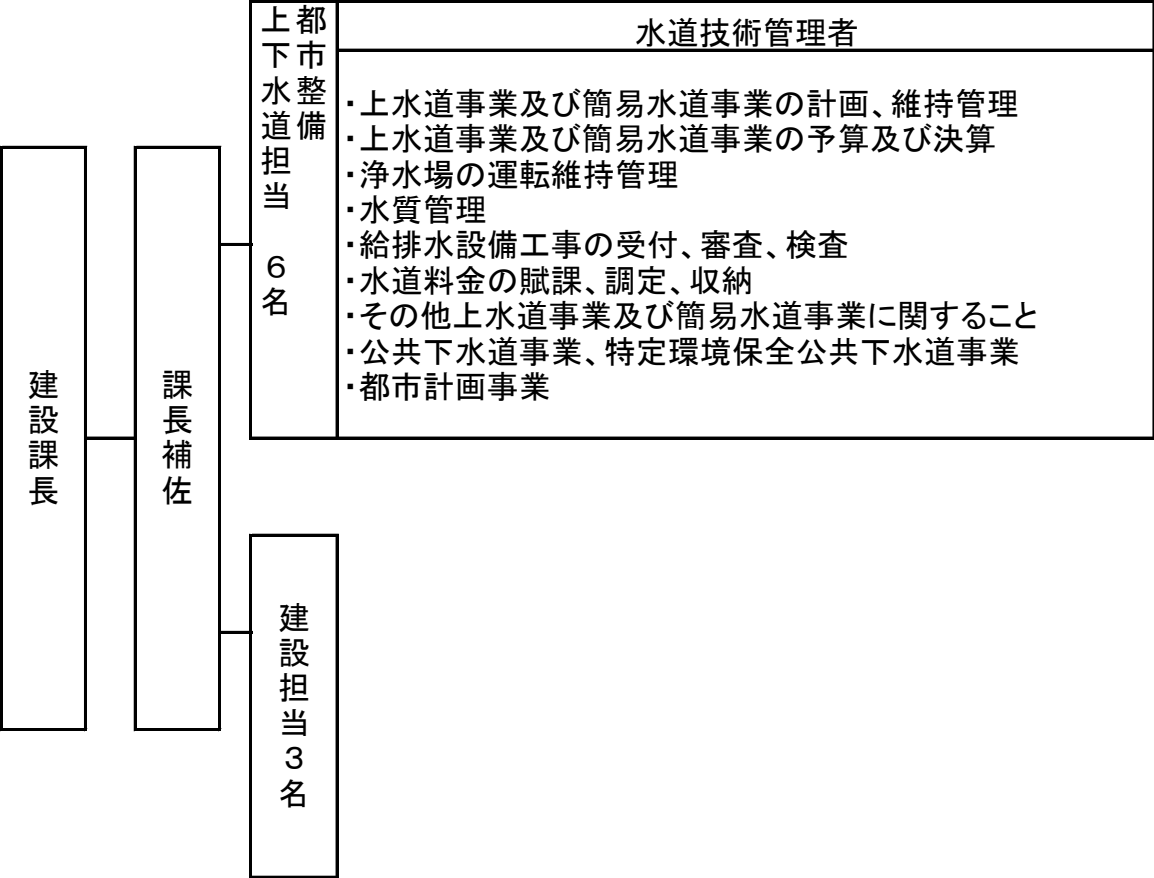 建設課長
課長補佐
都市整備
上下水道担当　６名
水道技術管理者
・上水道事業及び簡易水道事業の計画、維持管理
・上水道事業及び簡易水道事業の予算及び決算
・浄水場の運転維持管理
・水質管理
・給排水設備工事の受付、審査、検査
・水道料金の賦課、調定、収納
・その他上水道事業及び簡易水道事業に関すること
・公共下水道事業、特定環境保全公共下水道事業
・都市計画事業
建設担当３名